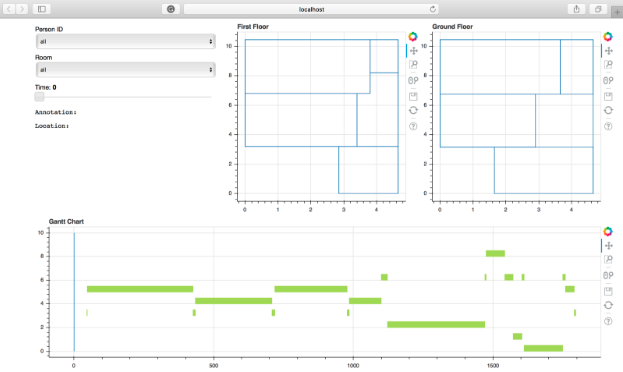 localhost
Person ID
all
Room
all
Time: 0
Annotation:
Location:
First Floor
10
8
6
4
2
0
0 1 2 3 4
Ground Floor
10
8
6
4
2
0
0 1 2 3 4
Gantt Chart
10
8
6
4
2
0
0 500 1000 1500